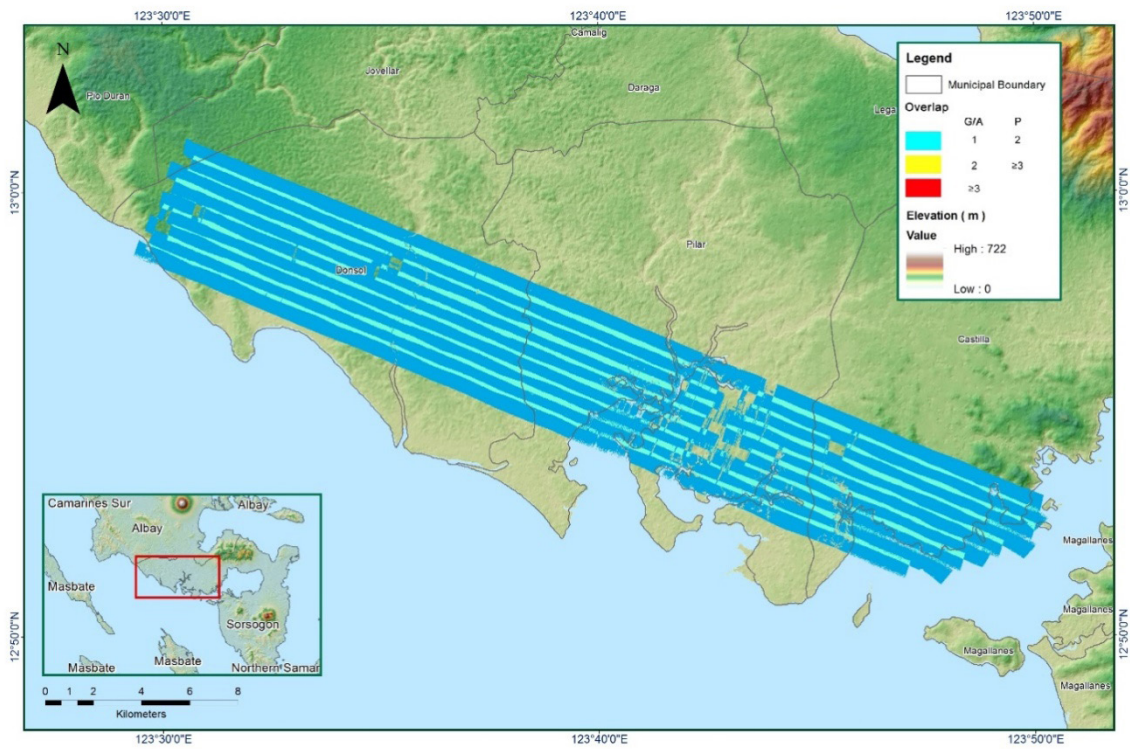 123°30'0"E 123°40'0"E 123°50'0"E
N
Camalig
Jovellar
Daraga
Pio Duran
Lega
13°0'0"N
13°0'0"N
Legend
Municipal Boundary
Overlap
G/A P
1 2
2 ≥3
≥3
Elevation ( m )
Value
High : 722
Low : 0
Pilar
Donsol
Castilla
Camarines Sur
Albay
Albay
Masbate
Sorsogon
Masbate
Masbate
Northern Samar
Magallanes
Magallanes
Magallanes
Magallanes
12°50'0"N
12°50'0"N
0 1 2 4 6 8
Kilometers
123°30'0"E 123°40'0"E 123°50'0"E